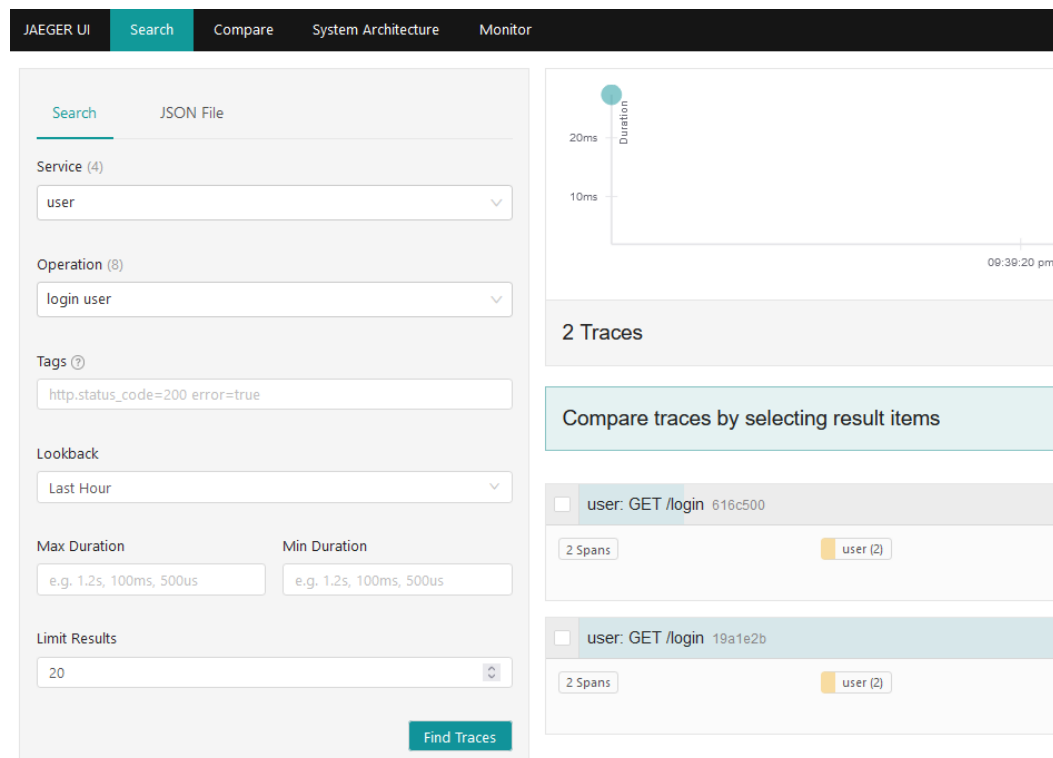 JAEGER UI Search Compare System Architecture Monitor
Search JSON File
Service (4)
user
Operation (8)
login user
Tags ?
http.status_code=200 error=true
Lookback
Last Hour
Max Duration Min Duration
e.g. 1.2s, 100ms, 500us e.g. 1.2s, 100ms, 500us
Limit Results
20
Find Traces
Duration
20ms
10ms
09:39:20 pm
2 Traces
Compare traces by selecting result items
user: GET /login 616c500
2 Spans user (2)
user: GET /login 19a1e2b
2 Spans user (2)